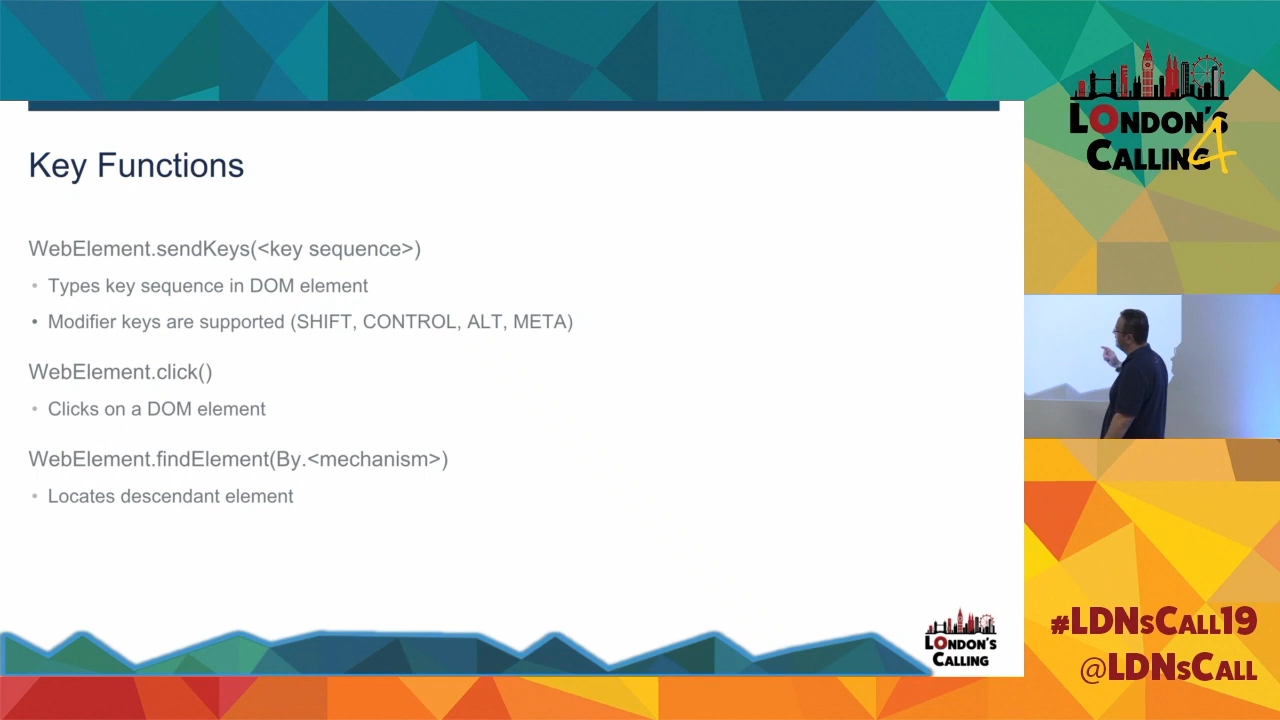 Key Functions
WebElement.sendKeys(<key sequence>)
• Types key sequence in DOM element
• Modifier keys are supported (SHIFT, CONTROL, ALT, META)
WebElement.click()
• Clicks on a DOM element
WebElement.findElement(By.<mechanism>)
• Locates descendant element
LONDON'S
CALLING
LONDON'S
CALLING 4
#LDNSCALL19
@LDNSCALL